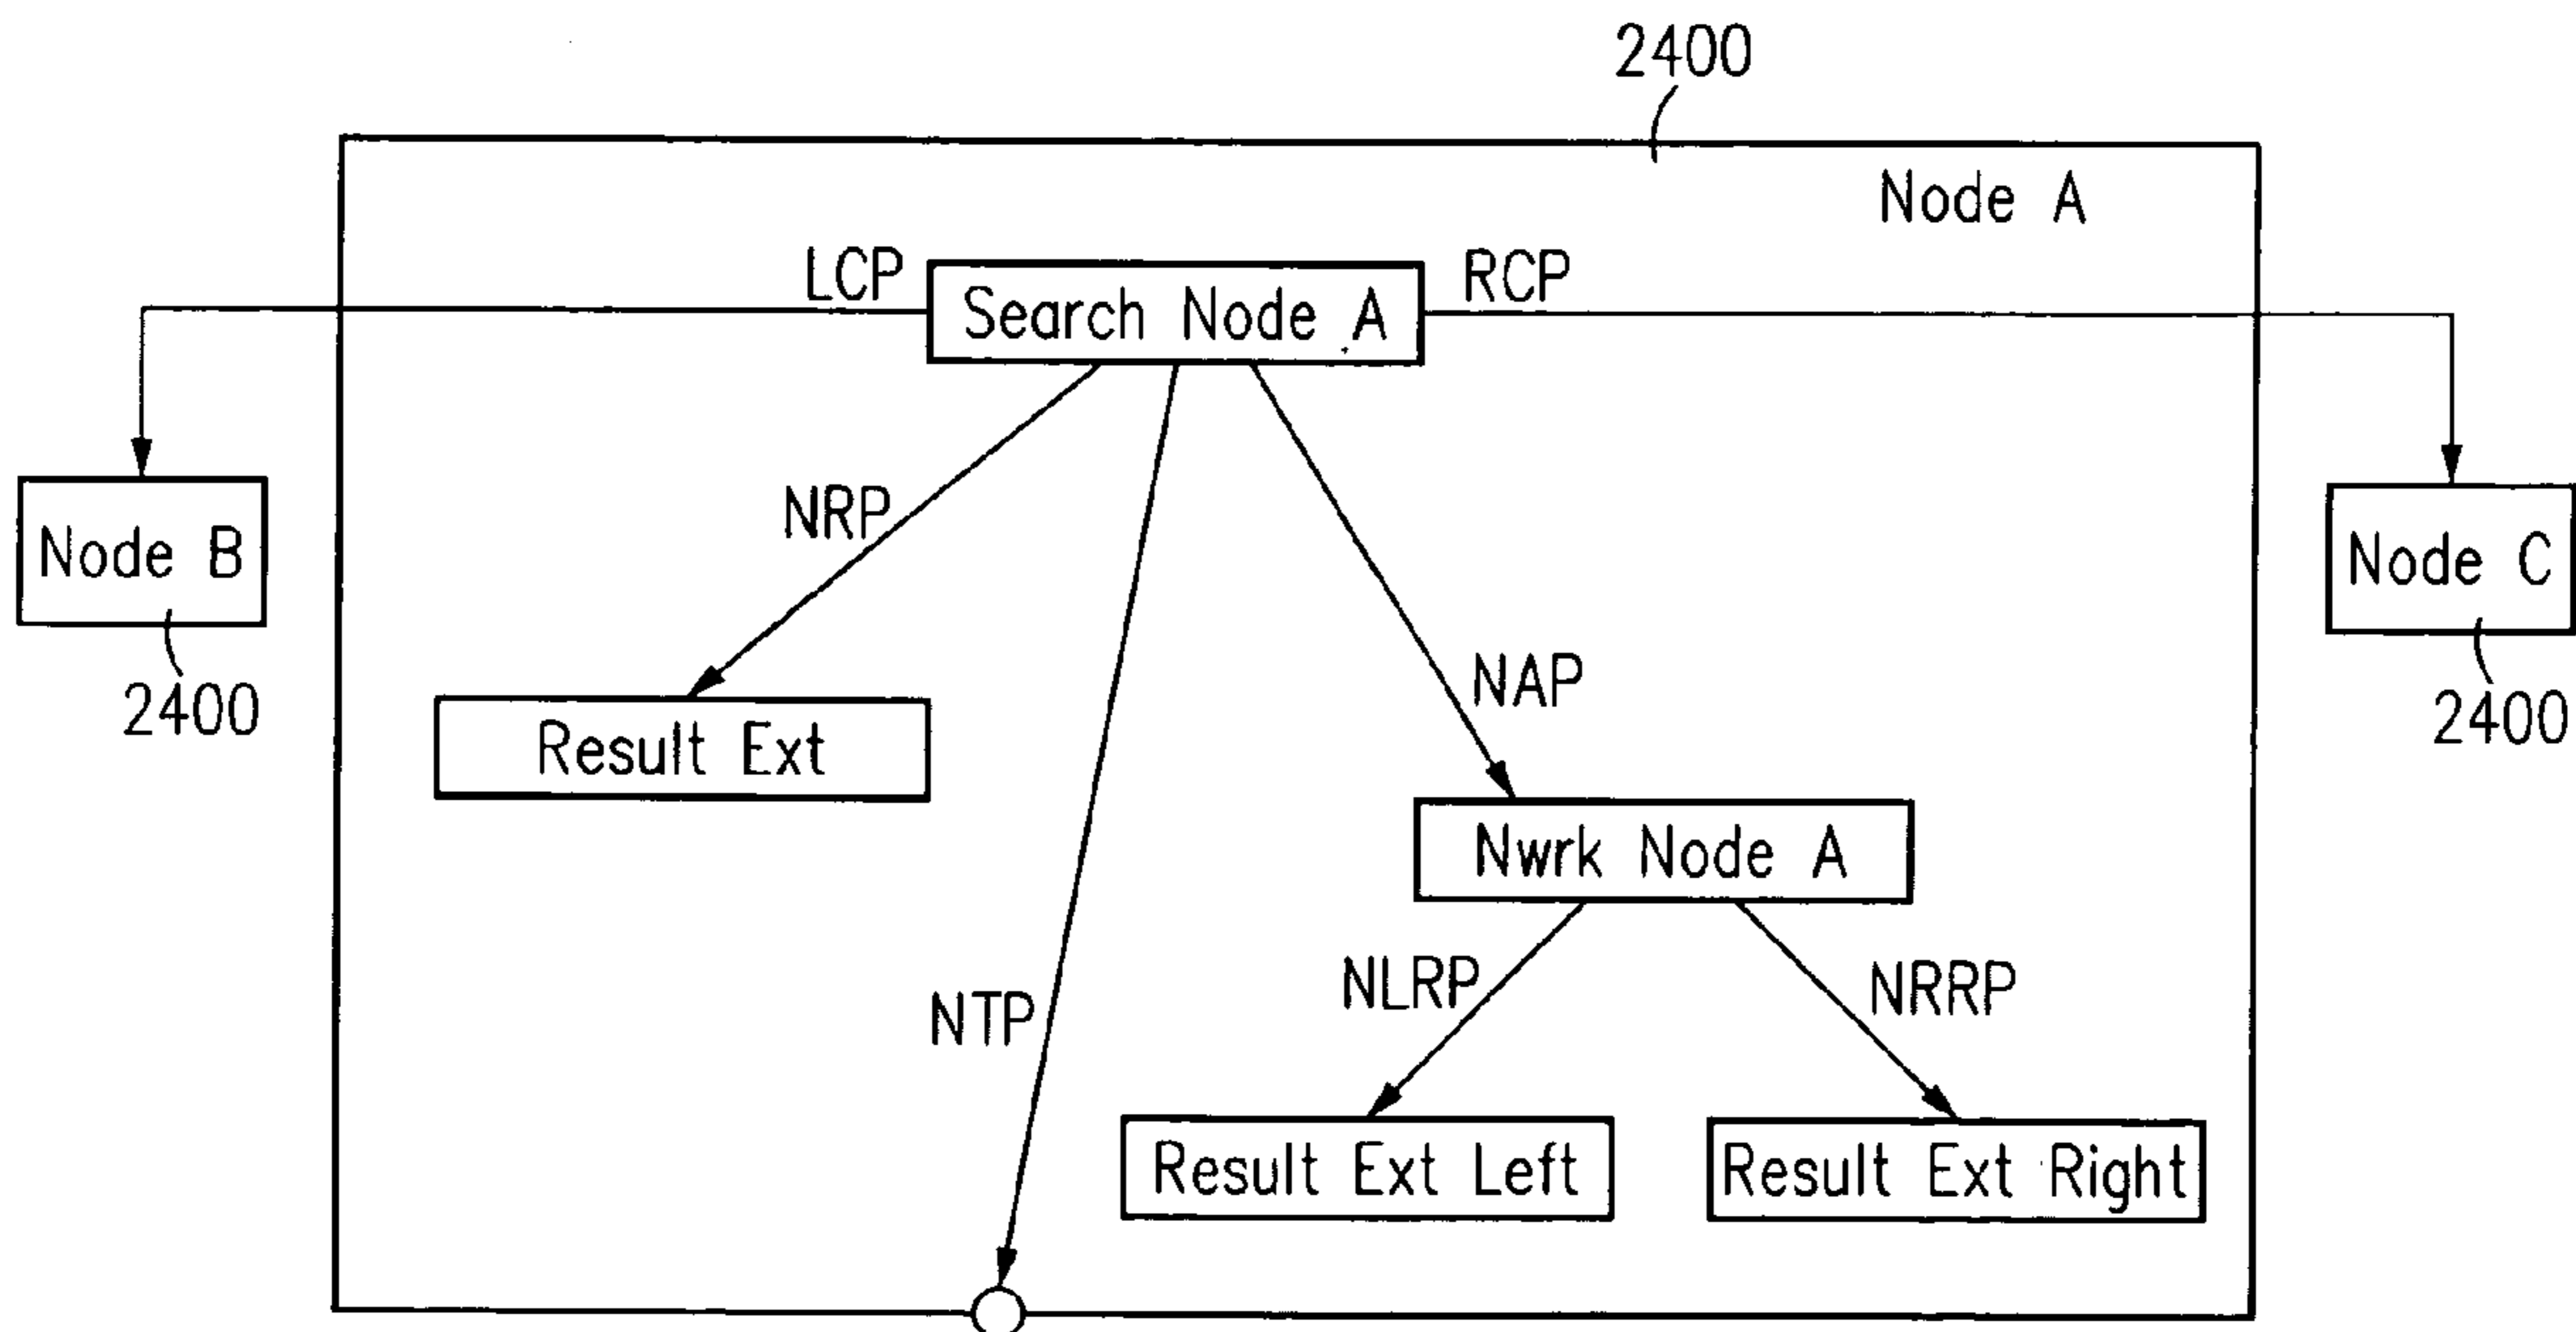 2400
Node A
LCP
Search Node A
RCP
NRP
Node B
Node C
NAP
2400
2400
Result Ext
Nwrk Node A
NTP
NLRP
NRRP
Result Ext Left
Result Ext Right